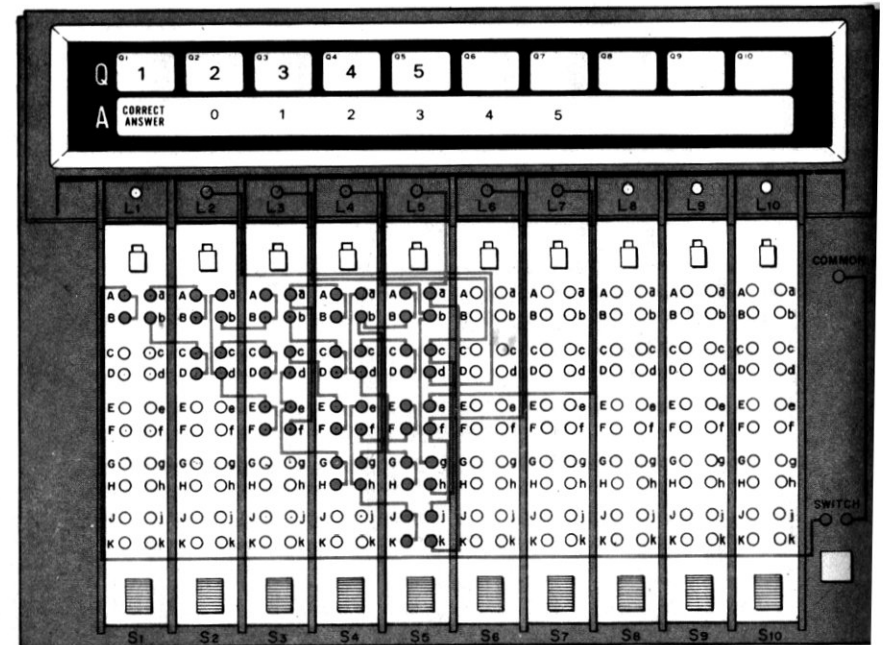 Q1 Q2 Q3 Q4 Q5 Q6 Q7 Q8 Q9 Q10
Q 1 2 3 4 5
A CORRECT ANSWER 0 1 2 3 4 5
L1 L2 L3 L4 L5 L6 L7 L8 L9 L10
COMMON
A a A a A a A a A a A a A a A a A a A a
B b B b B b B b B b B b B b B b B b B b
C c C c C c C c C c C c C c C c C c C c
D d D d D d D d D d D d D d D d D d D d
E e E e E e E e E e E e E e E e E e E e
F f F f F f F f F f F f F f F f F f F f
G g G g G g G g G g G g G g G g G g G g
H h H h H h H h H h H h H h H h H h H h
SWITCH
J j J j J j J j J j J j J j J j J j J j
K k K k K k K k K k K k K k K k K k K k
S1 S2 S3 S4 S5 S6 S7 S8 S9 S10